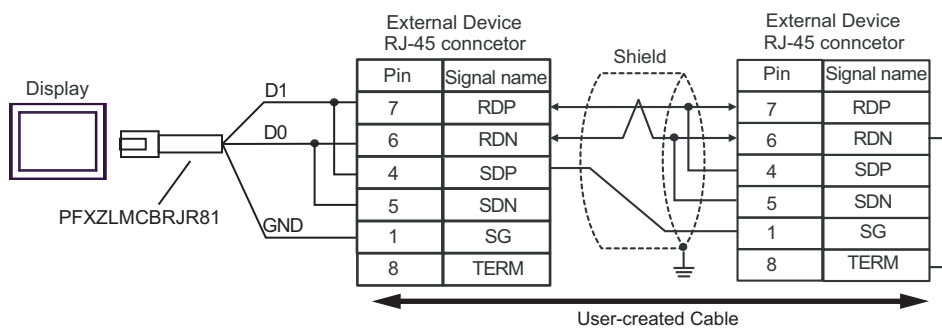 External Device
RJ-45 conncetor
External Device
RJ-45 conncetor
Shield
Display
D1
D0
GND
PFXZLMCBRJR81
Pin Signal name
7 RDP
6 RDN
4 SDP
5 SDN
1 SG
8 TERM
Pin Signal name
7 RDP
6 RDN
4 SDP
5 SDN
1 SG
8 TERM
User-created Cable